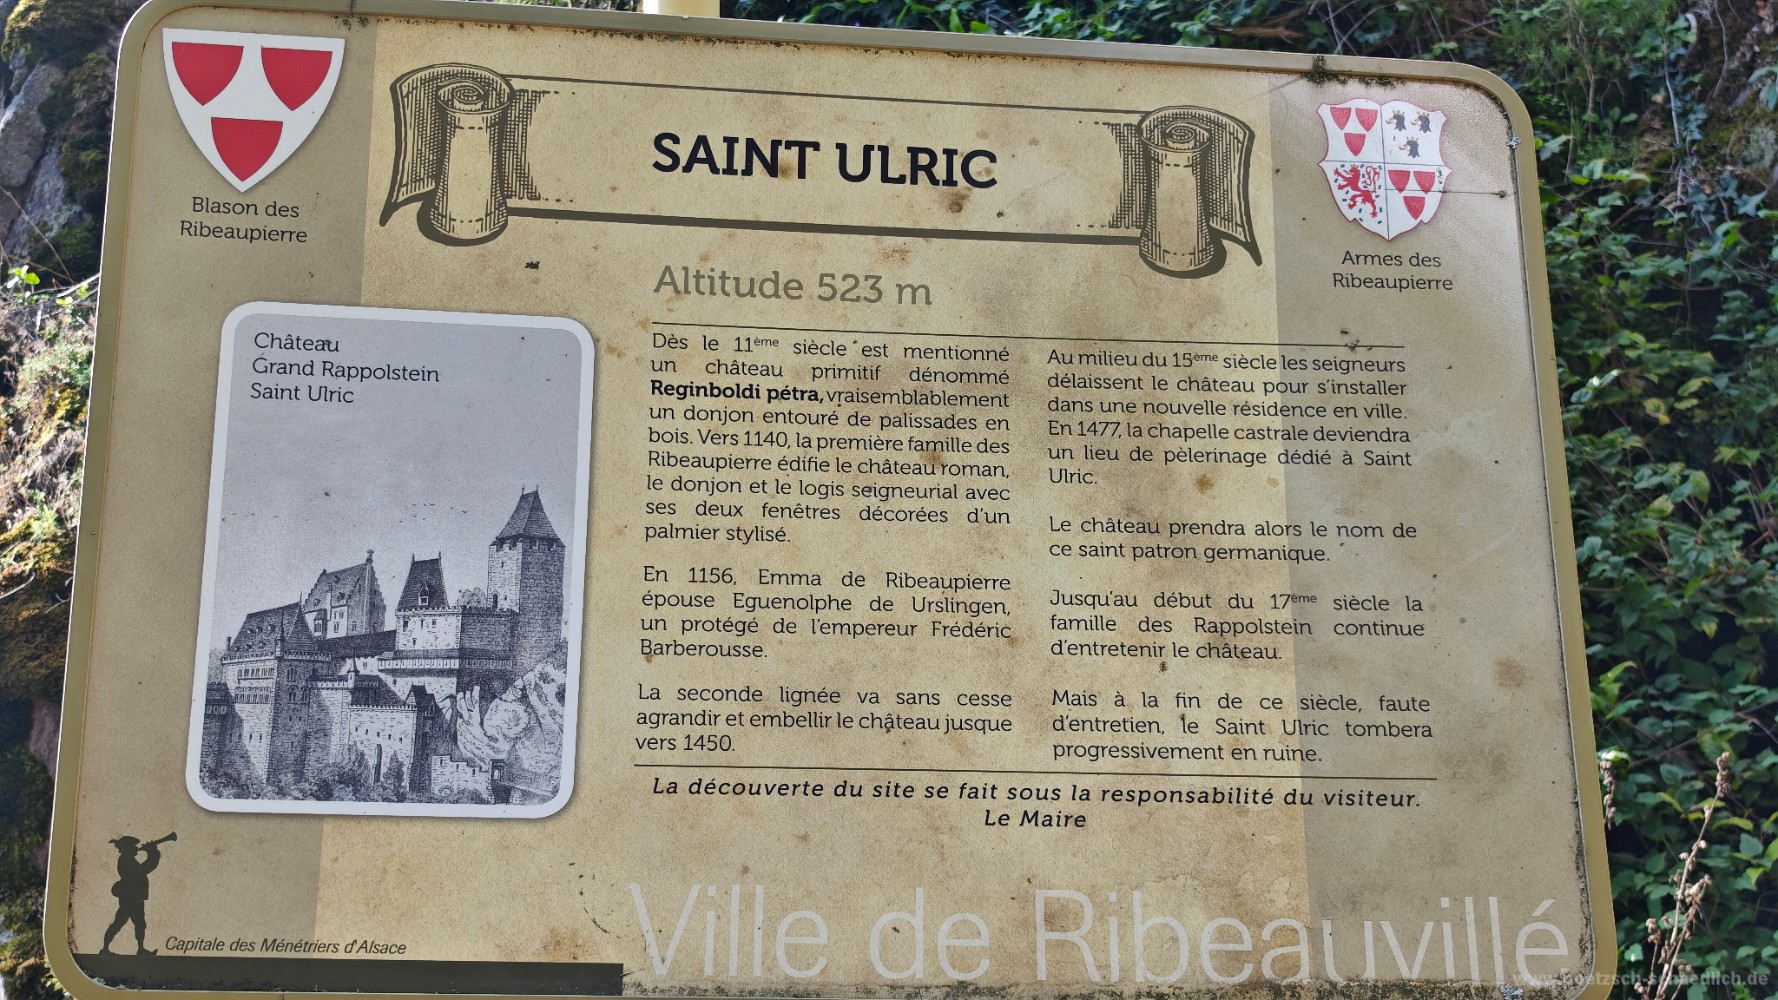 SAINT ULRIC
Blason des
Ribeaupierre
Armes des
Ribeaupierre
Altitude 523 m
Château
Grand Rappolstein
Saint Ulric
Dès le 11ème siècle est mentionné
un château primitif dénommé
Reginboldi pétra, vraisemblablement
un donjon entouré de palissades en
bois. Vers 1140, la première famille des
Ribeaupierre édifie le château roman,
le donjon et le logis seigneurial avec
ses deux fenêtres décorées d'un
palmier stylisé.
En 1156, Emma de Ribeaupierre
épouse Eguenolphe de Urslingen,
un protégé de l'empereur Frédéric
Barberousse.
La seconde lignée va sans cesse
agrandir et embellir le château jusque
vers 1450.
Au milieu du 15ème siècle les seigneurs
délaissent le château pour s'installer
dans une nouvelle résidence en ville.
En 1477, la chapelle castrale deviendra
un lieu de pèlerinage dédié à Saint
Ulric.
Le château prendra alors le nom de
ce saint patron germanique.
Jusqu'au début du 17ème siècle la
famille des Rappolstein continue
d'entretenir le château.
Mais à la fin de ce siècle, faute
d'entretien, le Saint Ulric tombera
progressivement en ruine.
La découverte du site se fait sous la responsabilité du visiteur.
Le Maire
Capitale des Ménétriers d'Alsace
Ville de Ribeauvillé
www.goetzsch-schaedlich.de